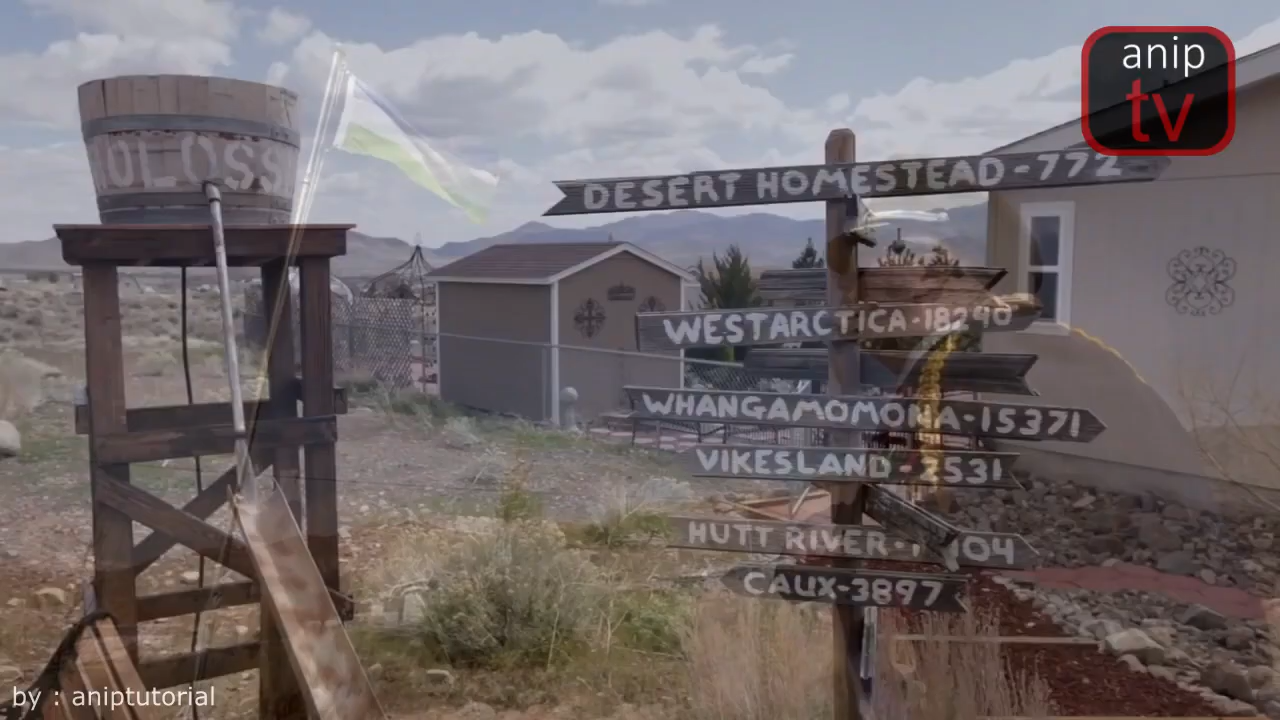 anip
tv
DESERT HOMESTEAD-772
WESTARCTICA-18240
WHANGAMOMONA-15371
VIKESLAND-2531
HUTT RIVER-
CAUX-3897
by : aniptutorial